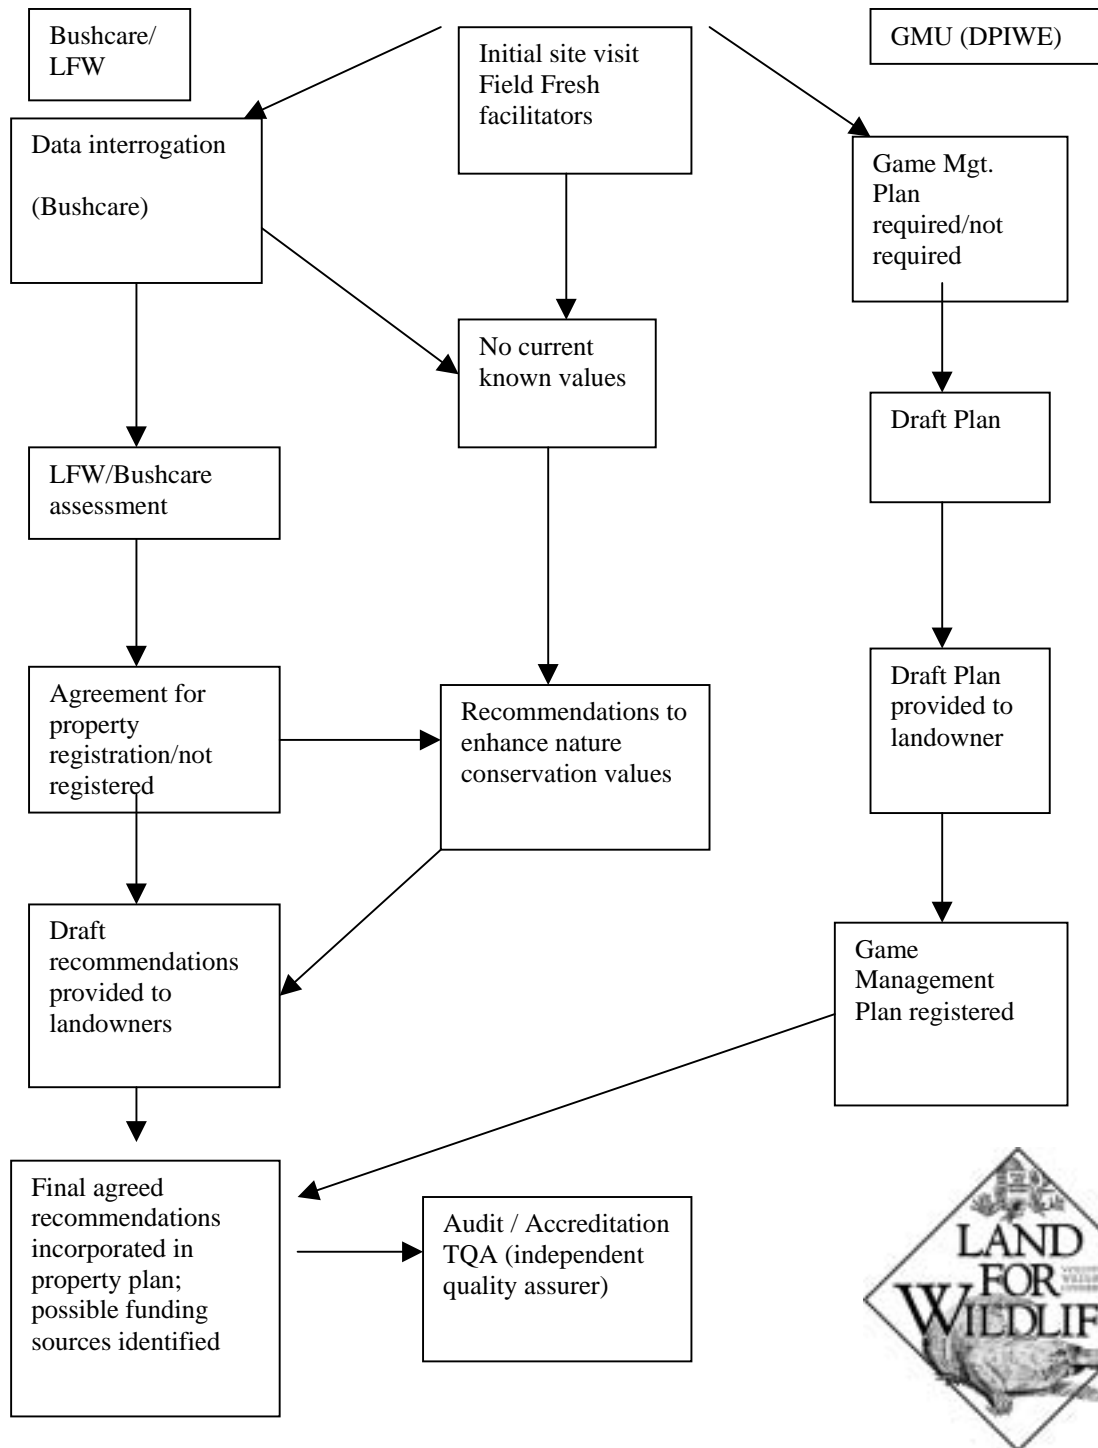 Bushcare/
LFW
Initial site visit
Field Fresh
facilitators
GMU (DPIWE)
Data interrogation
(Bushcare)
Game Mgt.
Plan
required/not
required
No current
known values
Draft Plan
LFW/Bushcare
assessment
Agreement for
property
registration/not
registered
Recommendations to
enhance nature
conservation values
Draft Plan
provided to
landowner
Draft
recommendations
provided to
landowners
Game
Management
Plan registered
Final agreed
recommendations
incorporated in
property plan;
possible funding
sources identified
Audit / Accreditation
TQA (independent
quality assurer)
LAND
FOR
WILDLIF